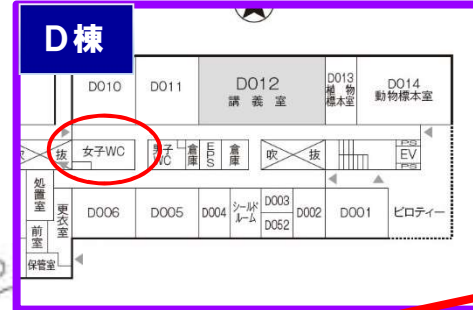 D棟
D010
D011
D012
講義室
D013
植物
標本室
D014
動物標本室
吹
抜
女子WC
男子
WC
倉庫
EPS
倉庫
吹
抜
PS
EV
PS
処置室
前室
保管室
更衣室
D006
D005
D004
シールド
ルーム
D003
D052
D002
D001
ピロティー